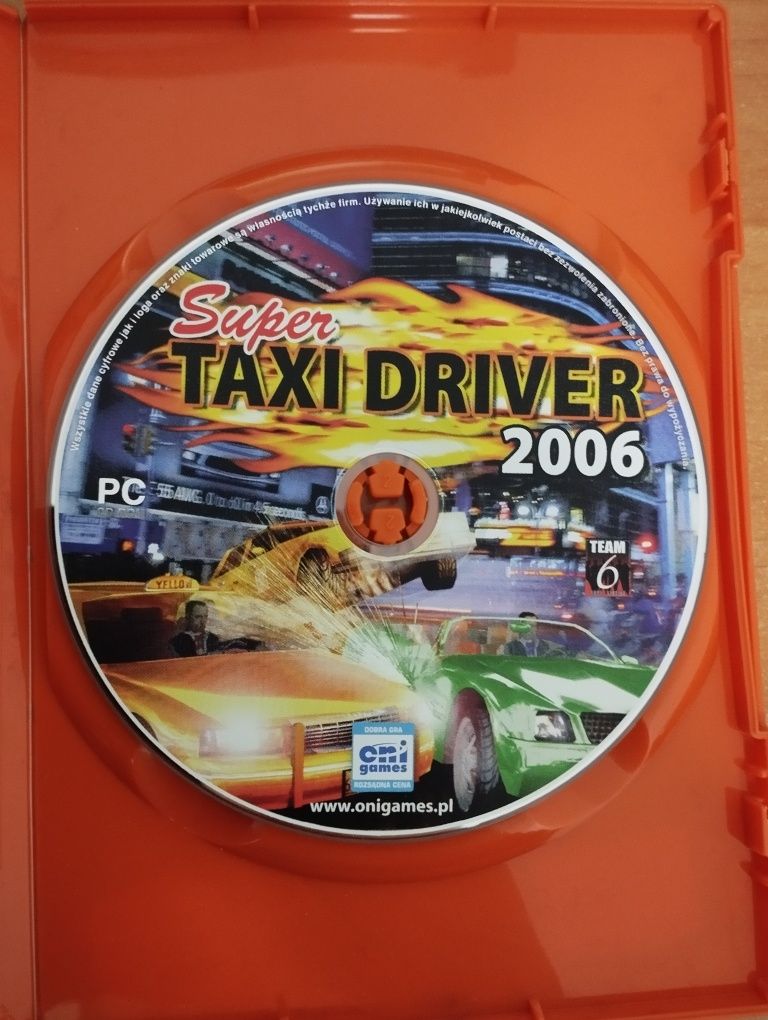 Wszystkie dane cyfrowe jak i loga oraz znaki towarowe są własnością tychże firm. Używanie ich w jakiejkolwiek postaci bez zezwolenia zabronione. Bez prawa do wypożyczania
Super
TAXI DRIVER
2006
PC
TEAM
6
YELLOW
DOBRA GRA
oni
games
ROZSĄDNA CENA
www.onigames.pl